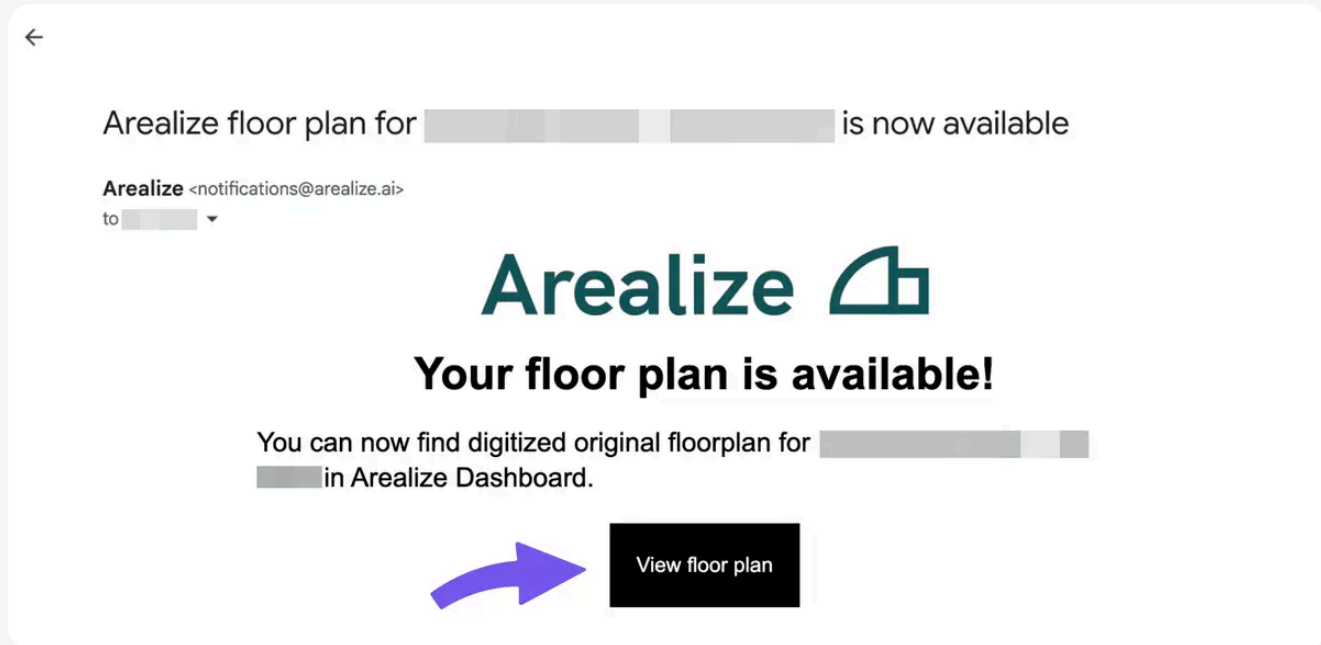 Arealize floor plan for is now available
Arealize <notifications@arealize.ai>
to
Arealize
Your floor plan is available!
You can now find digitized original floorplan for
in Arealize Dashboard.
View floor plan